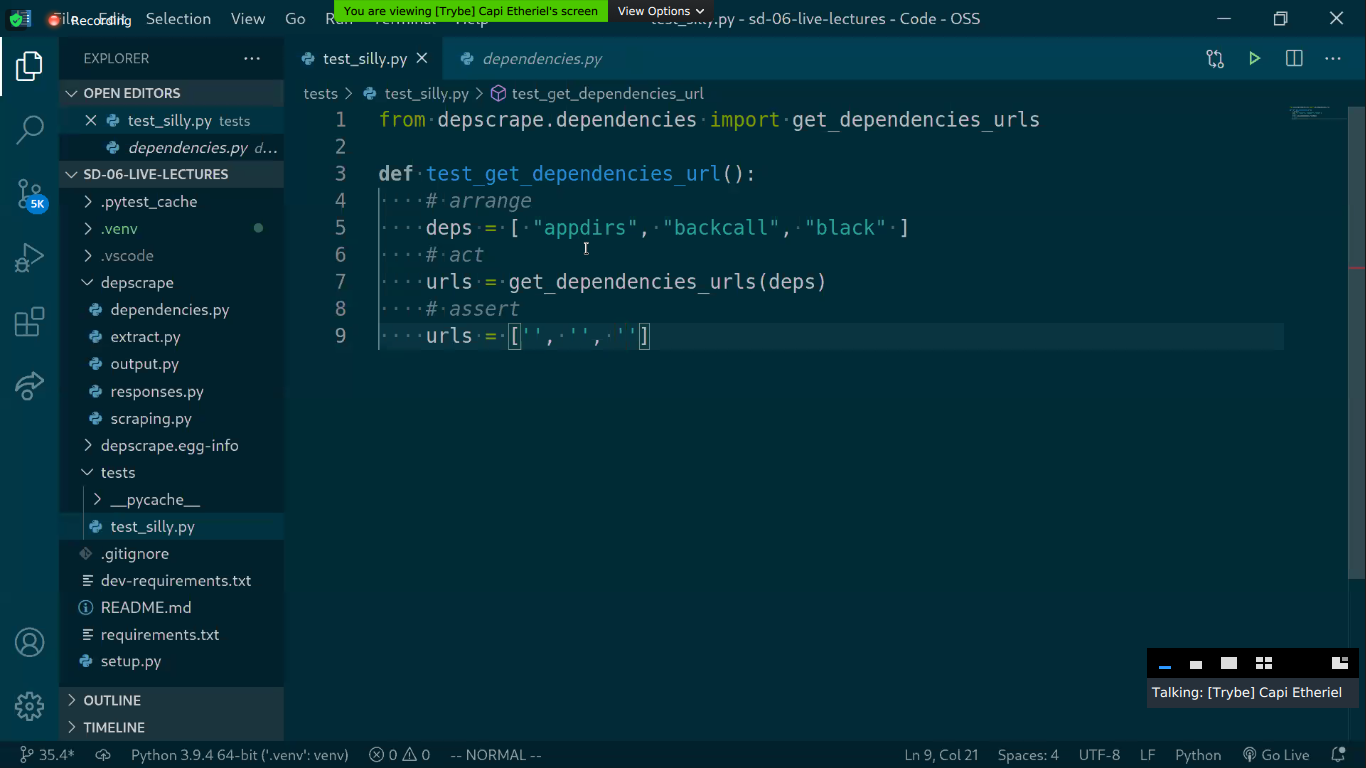 Recording
File Edit Selection View Go
You are viewing [Trybe] Capi Etheriel's screen
View Options
test_silly.py - sd-06-live-lectures - Code - OSS
EXPLORER
test_silly.py
dependencies.py
OPEN EDITORS
test_silly.py tests
dependencies.py d...
SD-06-LIVE-LECTURES
.pytest_cache
.venv
.vscode
depscrape
dependencies.py
extract.py
output.py
responses.py
scraping.py
depscrape.egg-info
tests
__pycache__
test_silly.py
.gitignore
dev-requirements.txt
README.md
requirements.txt
setup.py
OUTLINE
TIMELINE
5K
tests > test_silly.py > test_get_dependencies_url
1 from depscrape.dependencies import get_dependencies_urls
2
3 def test_get_dependencies_url():
4 # arrange
5 deps = [ "appdirs", "backcall", "black" ]
6 # act
7 urls = get_dependencies_urls(deps)
8 # assert
9 urls = ['', '', '']
Talking: [Trybe] Capi Etheriel
35.4*
Python 3.9.4 64-bit ('.venv': venv)
0 0
-- NORMAL --
Ln 9, Col 21
Spaces: 4
UTF-8
LF
Python
Go Live